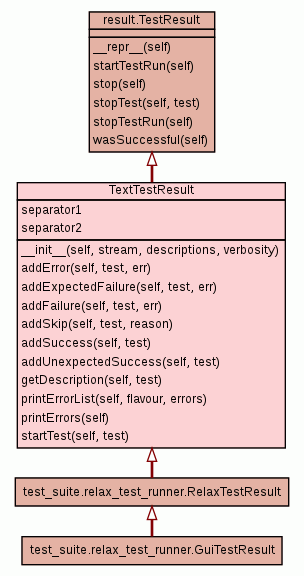 result.TestResult
__repr__(self)
startTestRun(self)
stop(self)
stopTest(self, test)
stopTestRun(self)
wasSuccessful(self)
TextTestResult
separator1
separator2
__init__(self, stream, descriptions, verbosity)
addError(self, test, err)
addExpectedFailure(self, test, err)
addFailure(self, test, err)
addSkip(self, test, reason)
addSuccess(self, test)
addUnexpectedSuccess(self, test)
getDescription(self, test)
printErrorList(self, flavour, errors)
printErrors(self)
startTest(self, test)
test_suite.relax_test_runner.RelaxTestResult
test_suite.relax_test_runner.GuiTestResult